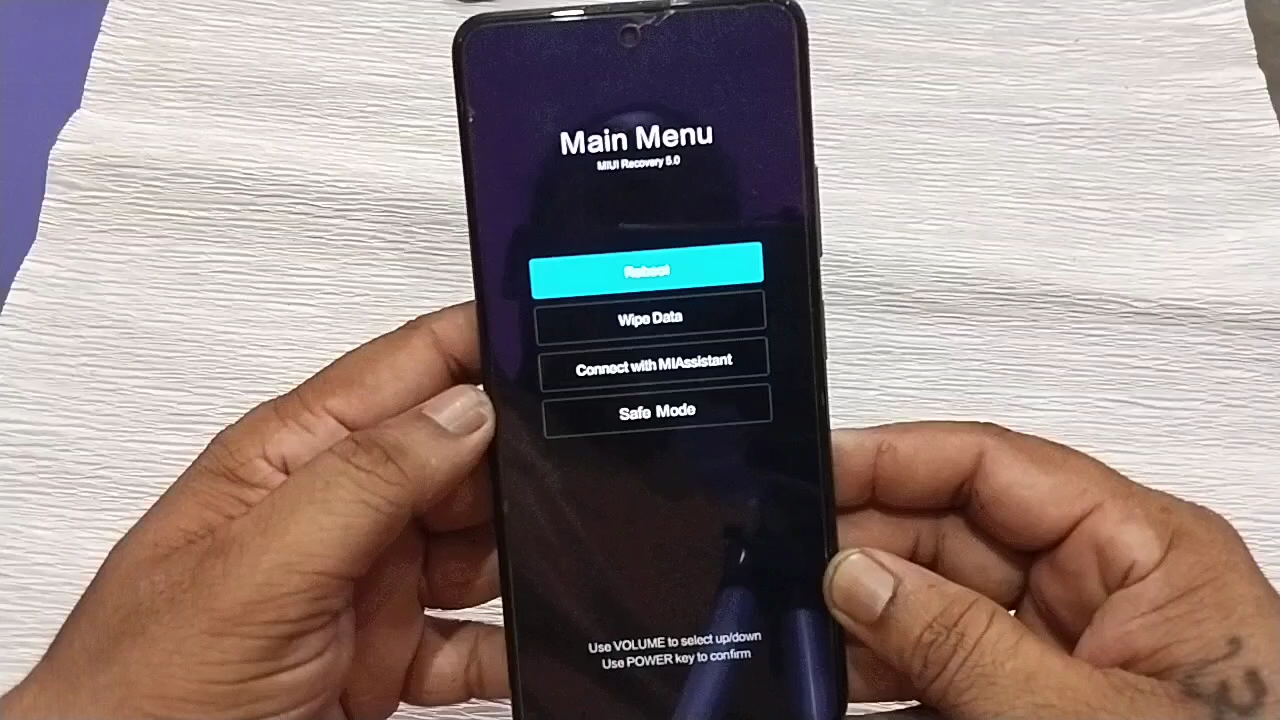 Main Menu
MIUI Recovery 5.0
Reboot
Wipe Data
Connect with MIAssistant
Safe Mode
Use VOLUME to select up/down
Use POWER key to confirm